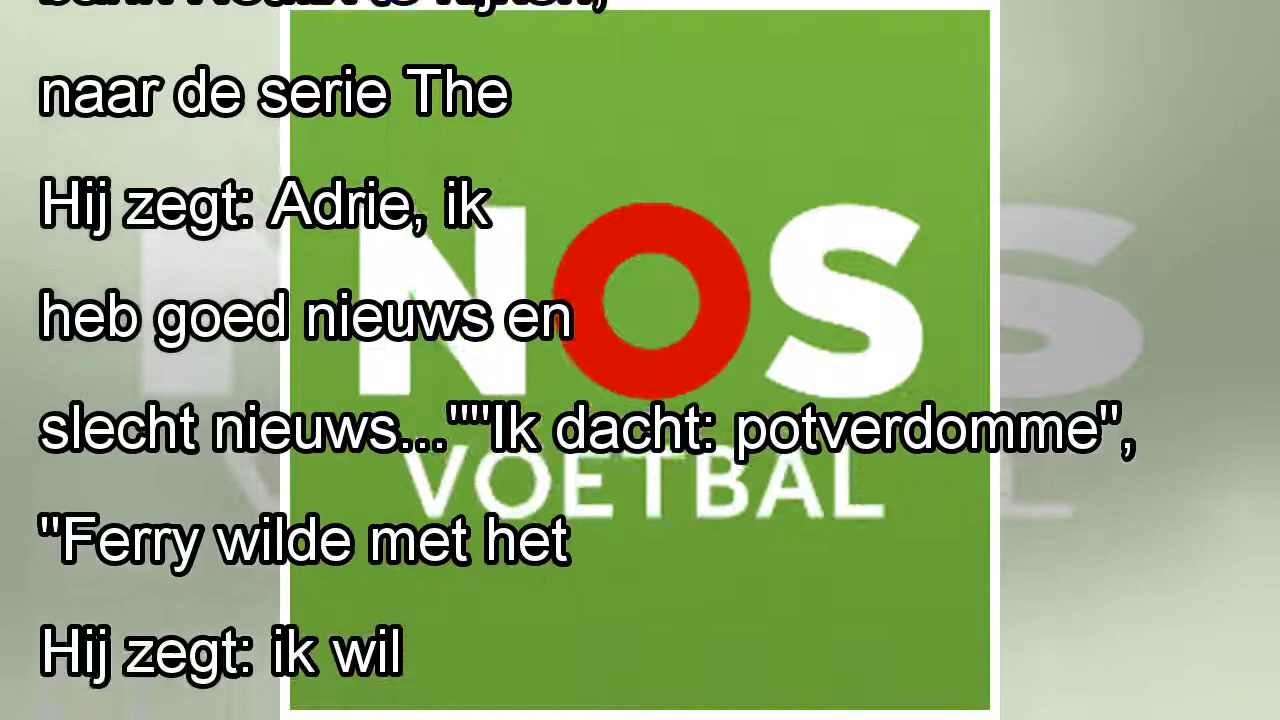 naar de serie The
Hij zegt: Adrie, ik
heb goed nieuws en
slecht nieuws...""Ik dacht: potverdomme",
"Ferry wilde met het
Hij zegt: ik wil
NOS
VOETBAL